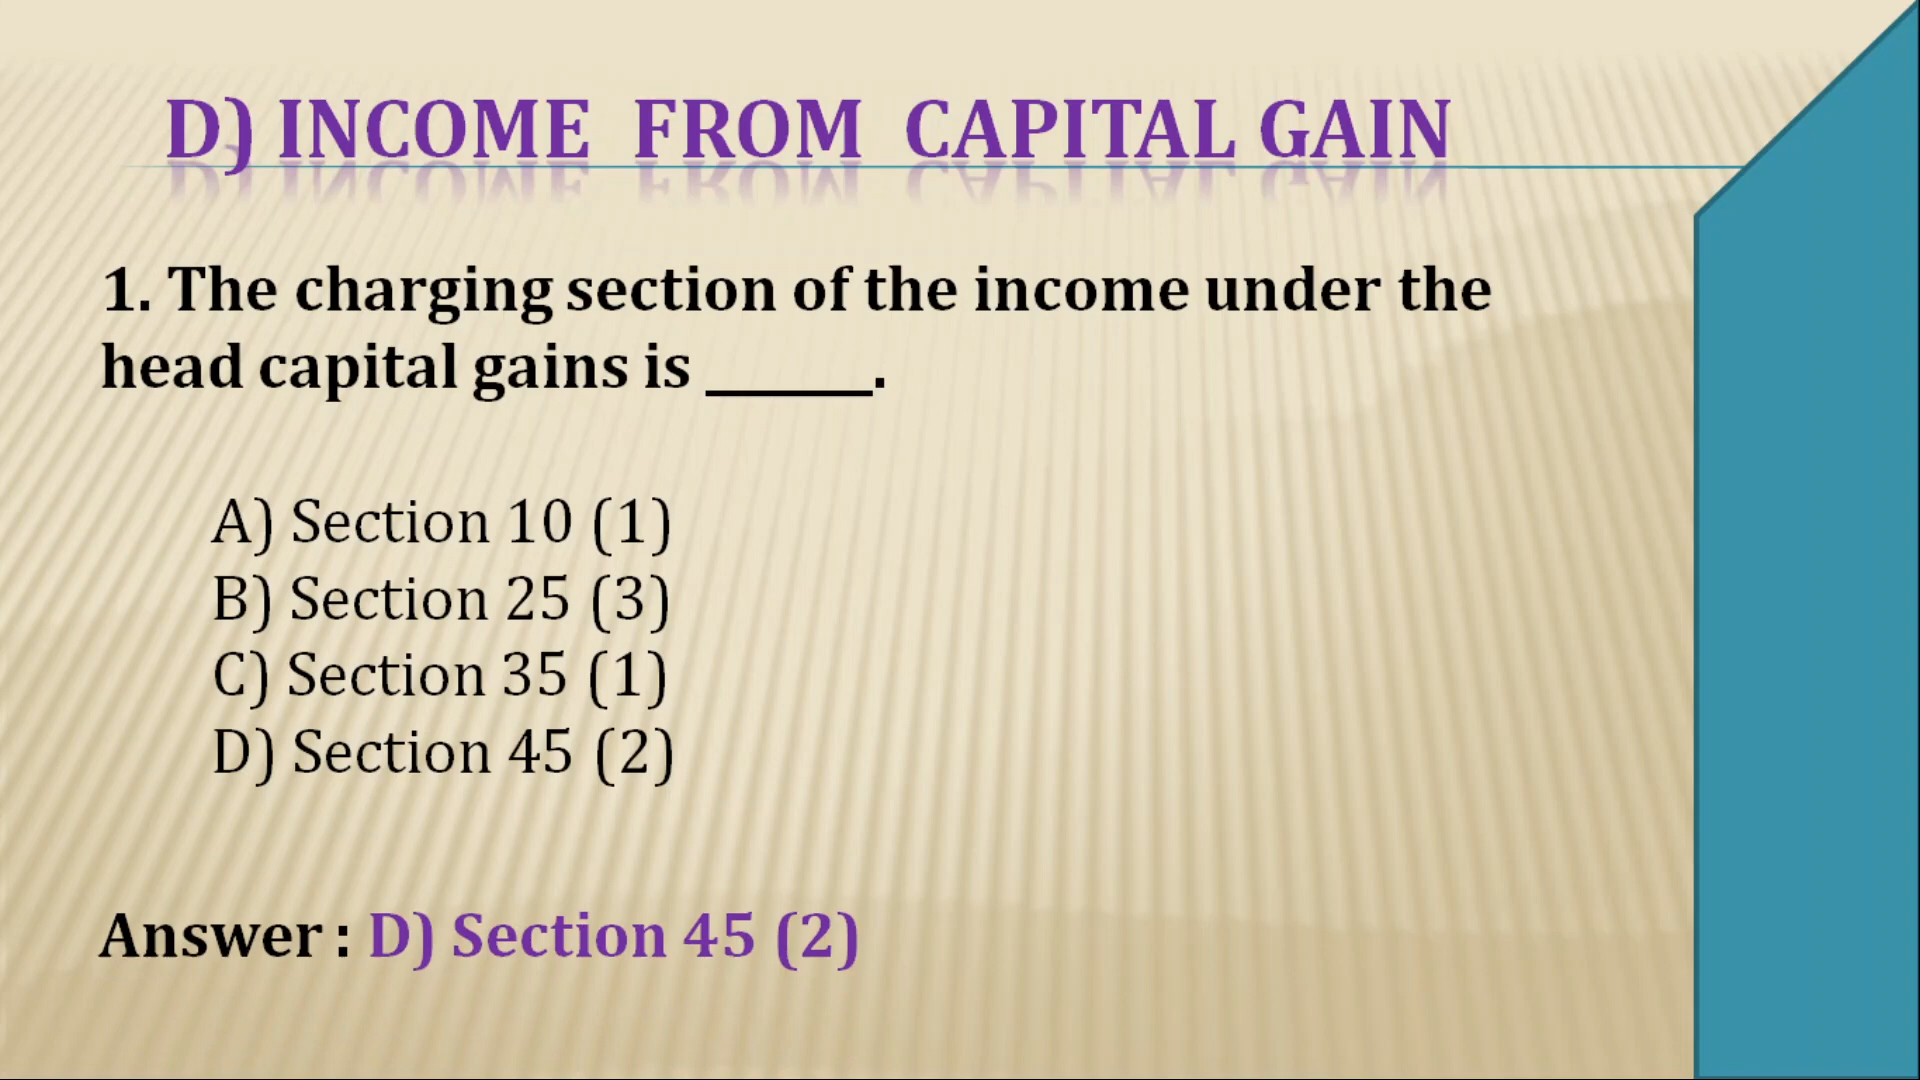 D) INCOME FROM CAPITAL GAIN
1. The charging section of the income under the
head capital gains is ______.
A) Section 10 (1)
B) Section 25 (3)
C) Section 35 (1)
D) Section 45 (2)
Answer : D) Section 45 (2)